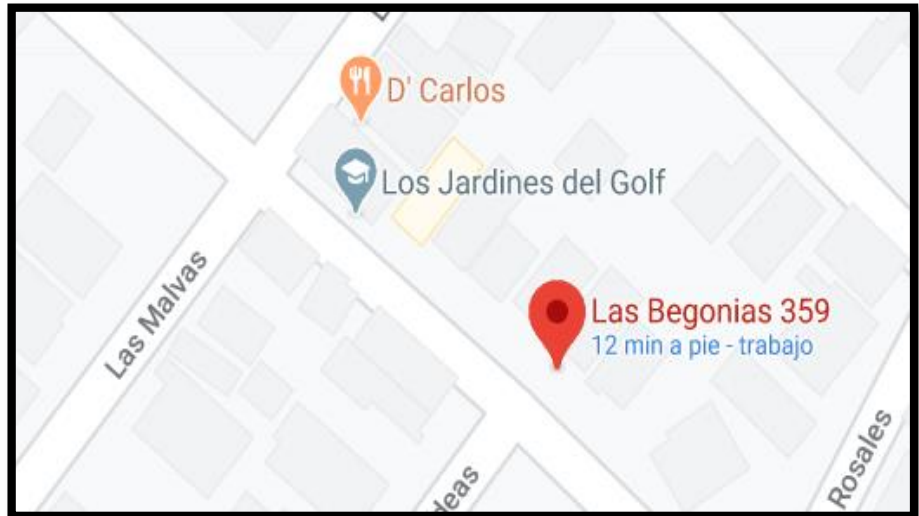 D' Carlos
Los Jardines del Golf
Las Malvas
Las Begonias 359
12 min a pie - trabajo
Rosales